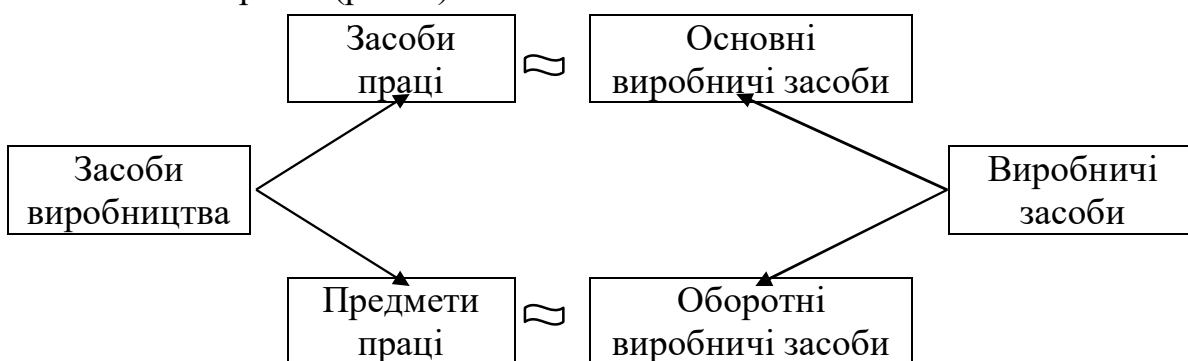 Засоби
праці
≈
Основні
виробничі засоби
Засоби
виробництва
Виробничі
засоби
Предмети
праці
≈
Оборотні
виробничі засоби